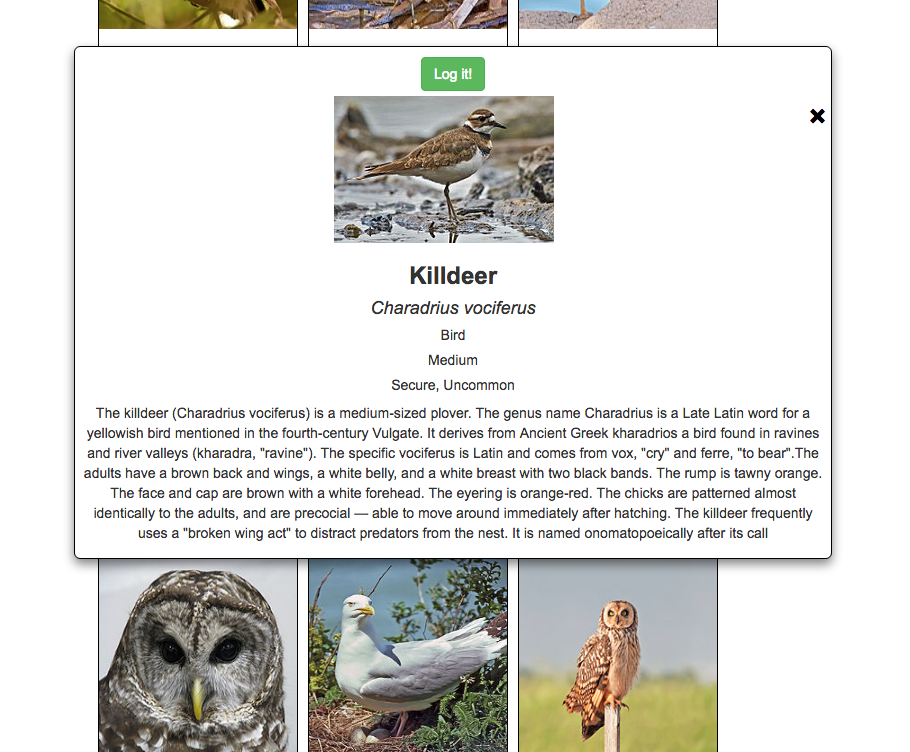 Log it!
Killdeer
Charadrius vociferus
Bird
Medium
Secure, Uncommon
The killdeer (Charadrius vociferus) is a medium-sized plover. The genus name Charadrius is a Late Latin word for a
yellowish bird mentioned in the fourth-century Vulgate. It derives from Ancient Greek kharadrios a bird found in ravines
and river valleys (kharadra, "ravine"). The specific vociferus is Latin and comes from vox, "cry" and ferre, "to bear".The
adults have a brown back and wings, a white belly, and a white breast with two black bands. The rump is tawny orange.
The face and cap are brown with a white forehead. The eyering is orange-red. The chicks are patterned almost
identically to the adults, and are precocial — able to move around immediately after hatching. The killdeer frequently
uses a "broken wing act" to distract predators from the nest. It is named onomatopoeically after its call